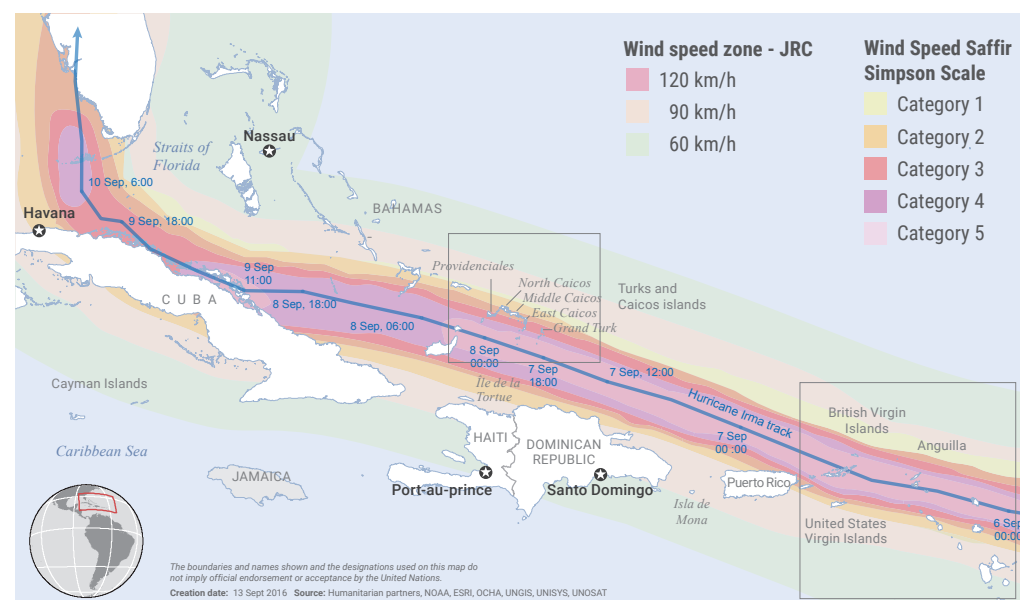 Wind speed zone - JRC
120 km/h
90 km/h
60 km/h
Wind Speed Saffir
Simpson Scale
Category 1
Category 2
Category 3
Category 4
Category 5
Nassau
Straits of
Florida
10 Sep, 6:00
Havana
9 Sep, 18:00
BAHAMAS
9 Sep
11:00
Providenciales
North Caicos
Middle Caicos
East Caicos
Grand Turk
Turks and
Caicos islands
CUBA
8 Sep, 18:00
8 Sep, 06:00
8 Sep
00:00
7 Sep
18:00
7 Sep, 12:00
Cayman Islands
Île de la
Tortue
Hurricane Irma track
7 Sep
00 :00
British Virgin
Islands
Anguilla
Caribbean Sea
HAITI
DOMINICAN
REPUBLIC
JAMAICA
Port-au-prince
Santo Domingo
Puerto Rico
Isla de
Mona
United States
Virgin Islands
6 Sep
00:00
The boundaries and names shown and the designations used on this map do
not imply official endorsement or acceptance by the United Nations.
Creation date: 13 Sept 2016 Source: Humanitarian partners, NOAA, ESRI, OCHA, UNGIS, UNISYS, UNOSAT